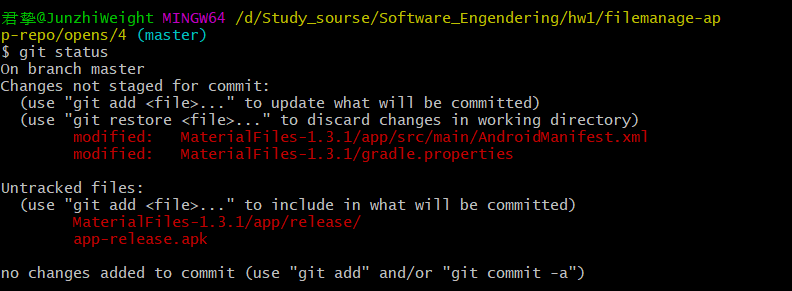 君挚@JunzhiWeight MINGW64 /d/Study_sourse/Software_Engendering/hw1/filemanage-ap
p-repo/opens/4 (master)
$ git status
On branch master
Changes not staged for commit:
  (use "git add <file>..." to update what will be committed)
  (use "git restore <file>..." to discard changes in working directory)
        modified:   MaterialFiles-1.3.1/app/src/main/AndroidManifest.xml
        modified:   MaterialFiles-1.3.1/gradle.properties

Untracked files:
  (use "git add <file>..." to include in what will be committed)
        MaterialFiles-1.3.1/app/release/
        app-release.apk

no changes added to commit (use "git add" and/or "git commit -a")